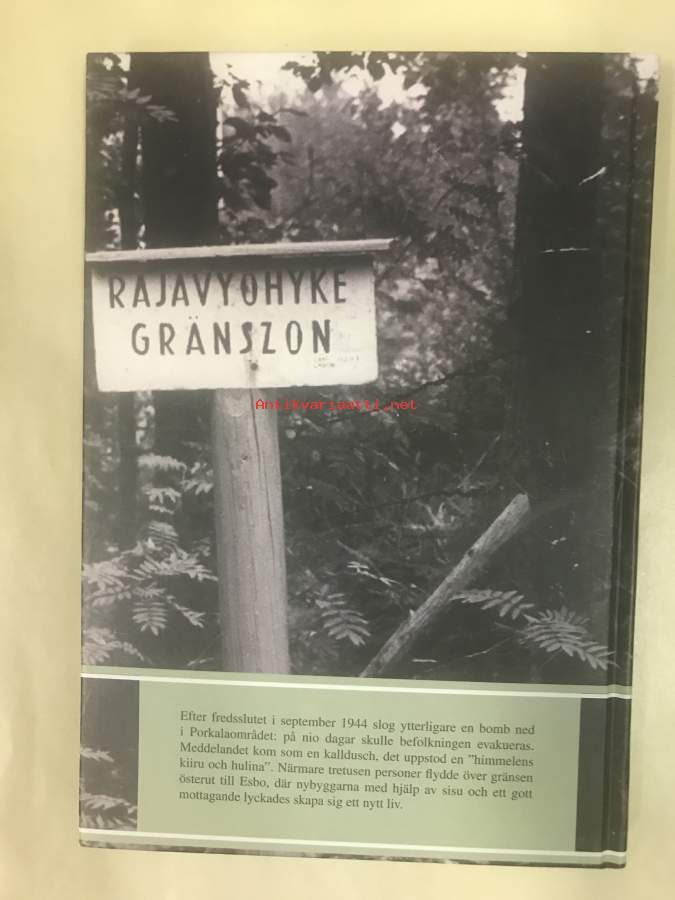 RAJAVYÖHYKE
GRÄNSZON
Antikvariaatti.net
Efter fredsslutet i september 1944 slog ytterligare en bomb ned
i Porkalaområdet: på nio dagar skulle befolkningen evakueras.
Meddelandet kom som en kalldusch, det uppstod en ”himmelens
kiiru och hulina”. Närmare tretusen personer flydde över gränsen
österut till Esbo, där nybyggarna med hjälp av sisu och ett gott
mottagande lyckades skapa sig ett nytt liv.